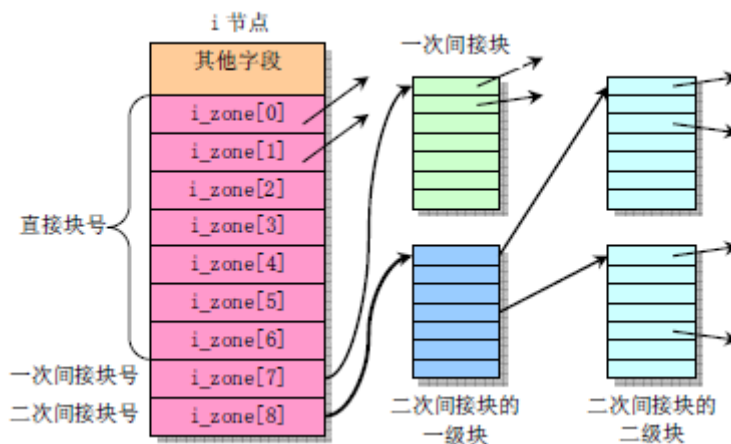 i 节点
其他字段
i_zone[0]
i_zone[1]
i_zone[2]
i_zone[3]
i_zone[4]
i_zone[5]
i_zone[6]
i_zone[7]
i_zone[8]
直接块号
一次间接块号
二次间接块号
一次间接块
二次间接块的
一级块
二次间接块的
二级块